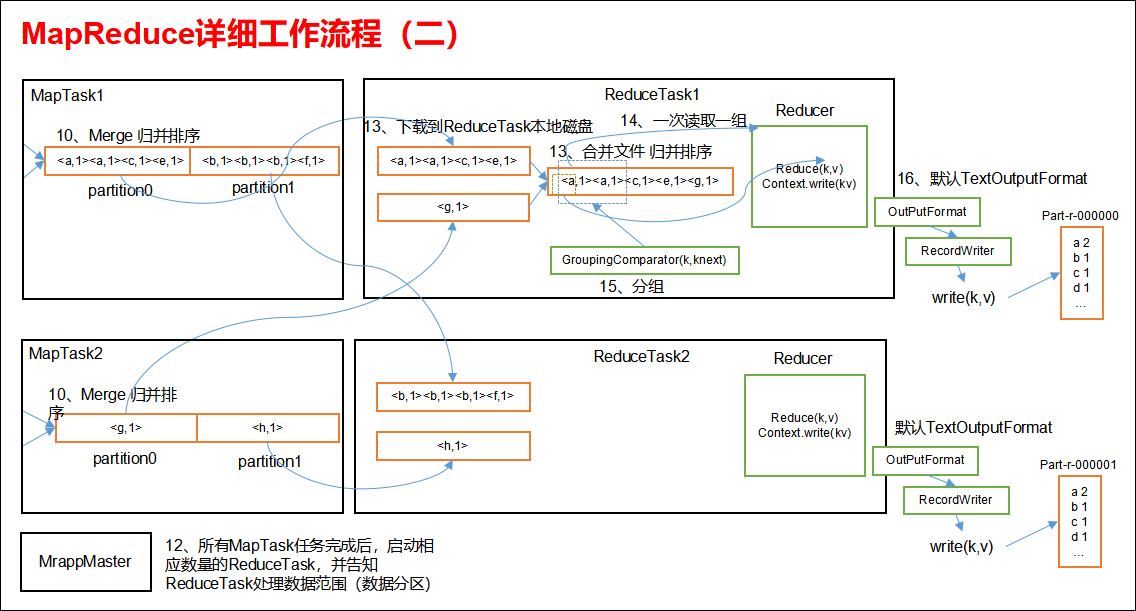 MapReduce详细工作流程（二）
MapTask1
10、Merge 归并排序
<a,1><a,1><c,1><e,1>
<b,1><b,1><b,1><f,1>
partition0
partition1
ReduceTask1
13、下载到ReduceTask本地磁盘
<a,1><a,1><c,1><e,1>
<g,1>
13、合并文件 归并排序
<a,1><a,1><c,1><e,1><g,1>
14、一次读取一组
Reducer
Reduce(k,v)
Context.write(kv)
GroupingComparator(k,knext)
15、分组
16、默认TextOutputFormat
OutPutFormat
RecordWriter
write(k,v)
Part-r-000000
a 2
b 1
c 1
d 1
...
MapTask2
10、Merge 归并排
序
<g,1>
<h,1>
partition0
partition1
ReduceTask2
<b,1><b,1><b,1><f,1>
<h,1>
Reducer
Reduce(k,v)
Context.write(kv)
默认TextOutputFormat
OutPutFormat
RecordWriter
write(k,v)
Part-r-000001
a 2
b 1
c 1
d 1
...
MrappMaster
12、所有MapTask任务完成后，启动相
应数量的ReduceTask，并告知
ReduceTask处理数据范围（数据分区）